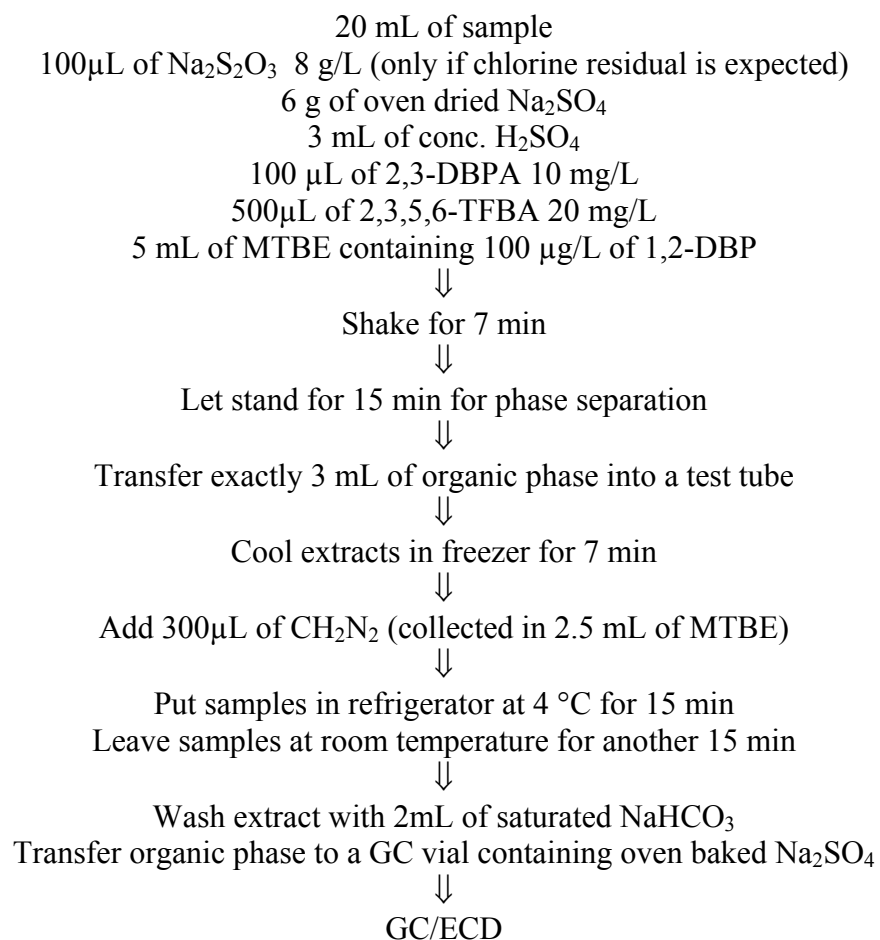 20 mL of sample
100µL of Na₂S₂O₃ 8 g/L (only if chlorine residual is expected)
6 g of oven dried Na₂SO₄
3 mL of conc. H₂SO₄
100 µL of 2,3-DBPA 10 mg/L
500µL of 2,3,5,6-TFBA 20 mg/L
5 mL of MTBE containing 100 µg/L of 1,2-DBP
⇓
Shake for 7 min
⇓
Let stand for 15 min for phase separation
⇓
Transfer exactly 3 mL of organic phase into a test tube
⇓
Cool extracts in freezer for 7 min
⇓
Add 300µL of CH₂N₂ (collected in 2.5 mL of MTBE)
⇓
Put samples in refrigerator at 4 °C for 15 min
Leave samples at room temperature for another 15 min
⇓
Wash extract with 2mL of saturated NaHCO₃
Transfer organic phase to a GC vial containing oven baked Na₂SO₄
⇓
GC/ECD